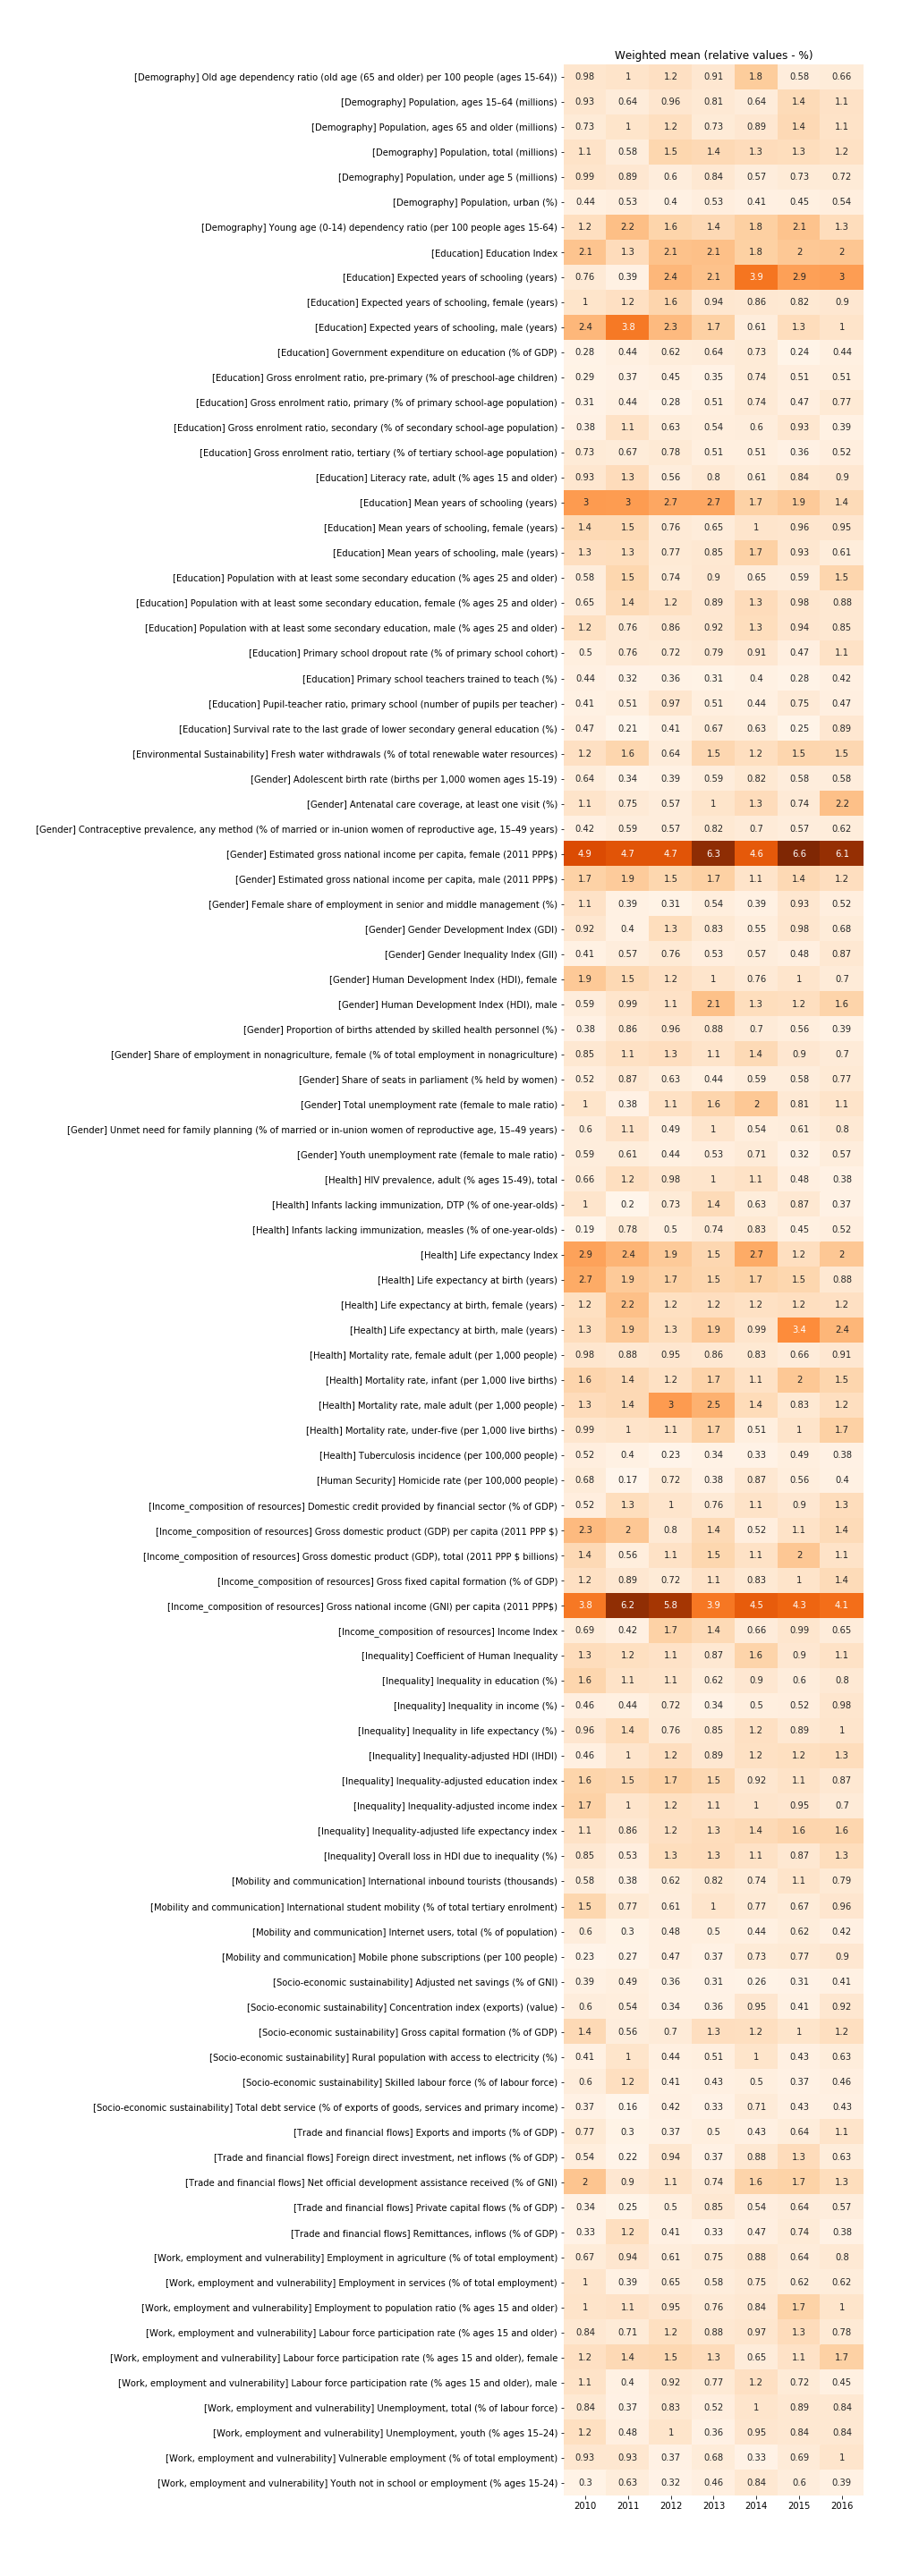 Weighted mean (relative values - %)
[Demography] Old age dependency ratio (old age (65 and older) per 100 people (ages 15-64)) 0.98 1 1.2 0.91 1.8 0.58 0.66
[Demography] Population, ages 15–64 (millions) 0.93 0.64 0.96 0.81 0.64 1.4 1.1
[Demography] Population, ages 65 and older (millions) 0.73 1 1.2 0.73 0.89 1.4 1.1
[Demography] Population, total (millions) 1.1 0.58 1.5 1.4 1.3 1.3 1.2
[Demography] Population, under age 5 (millions) 0.99 0.89 0.6 0.84 0.57 0.73 0.72
[Demography] Population, urban (%) 0.44 0.53 0.4 0.53 0.41 0.45 0.54
[Demography] Young age (0-14) dependency ratio (per 100 people ages 15-64) 1.2 2.2 1.6 1.4 1.8 2.1 1.3
[Education] Education Index 2.1 1.3 2.1 2.1 1.8 2 2
[Education] Expected years of schooling (years) 0.76 0.39 2.4 2.1 3.9 2.9 3
[Education] Expected years of schooling, female (years) 1 1.2 1.6 0.94 0.86 0.82 0.9
[Education] Expected years of schooling, male (years) 2.4 3.8 2.3 1.7 0.61 1.3 1
[Education] Government expenditure on education (% of GDP) 0.28 0.44 0.62 0.64 0.73 0.24 0.44
[Education] Gross enrolment ratio, pre-primary (% of preschool-age children) 0.29 0.37 0.45 0.35 0.74 0.51 0.51
[Education] Gross enrolment ratio, primary (% of primary school-age population) 0.31 0.44 0.28 0.51 0.74 0.47 0.77
[Education] Gross enrolment ratio, secondary (% of secondary school-age population) 0.38 1.1 0.63 0.54 0.6 0.93 0.39
[Education] Gross enrolment ratio, tertiary (% of tertiary school-age population) 0.73 0.67 0.78 0.51 0.51 0.36 0.52
[Education] Literacy rate, adult (% ages 15 and older) 0.93 1.3 0.56 0.8 0.61 0.84 0.9
[Education] Mean years of schooling (years) 3 3 2.7 2.7 1.7 1.9 1.4
[Education] Mean years of schooling, female (years) 1.4 1.5 0.76 0.65 1 0.96 0.95
[Education] Mean years of schooling, male (years) 1.3 1.3 0.77 0.85 1.7 0.93 0.61
[Education] Population with at least some secondary education (% ages 25 and older) 0.58 1.5 0.74 0.9 0.65 0.59 1.5
[Education] Population with at least some secondary education, female (% ages 25 and older) 0.65 1.4 1.2 0.89 1.3 0.98 0.88
[Education] Population with at least some secondary education, male (% ages 25 and older) 1.2 0.76 0.86 0.92 1.3 0.94 0.85
[Education] Primary school dropout rate (% of primary school cohort) 0.5 0.76 0.72 0.79 0.91 0.47 1.1
[Education] Primary school teachers trained to teach (%) 0.44 0.32 0.36 0.31 0.4 0.28 0.42
[Education] Pupil-teacher ratio, primary school (number of pupils per teacher) 0.41 0.51 0.97 0.51 0.44 0.75 0.47
[Education] Survival rate to the last grade of lower secondary general education (%) 0.47 0.21 0.41 0.67 0.63 0.25 0.89
[Environmental Sustainability] Fresh water withdrawals (% of total renewable water resources) 1.2 1.6 0.64 1.5 1.2 1.5 1.5
[Gender] Adolescent birth rate (births per 1,000 women ages 15-19) 0.64 0.34 0.39 0.59 0.82 0.58 0.58
[Gender] Antenatal care coverage, at least one visit (%) 1.1 0.75 0.57 1 1.3 0.74 2.2
[Gender] Contraceptive prevalence, any method (% of married or in-union women of reproductive age, 15–49 years) 0.42 0.59 0.57 0.82 0.7 0.57 0.62
[Gender] Estimated gross national income per capita, female (2011 PPP$) 4.9 4.7 4.7 6.3 4.6 6.6 6.1
[Gender] Estimated gross national income per capita, male (2011 PPP$) 1.7 1.9 1.5 1.7 1.1 1.4 1.2
[Gender] Female share of employment in senior and middle management (%) 1.1 0.39 0.31 0.54 0.39 0.93 0.52
[Gender] Gender Development Index (GDI) 0.92 0.4 1.3 0.83 0.55 0.98 0.68
[Gender] Gender Inequality Index (GII) 0.41 0.57 0.76 0.53 0.57 0.48 0.87
[Gender] Human Development Index (HDI), female 1.9 1.5 1.2 1 0.76 1 0.7
[Gender] Human Development Index (HDI), male 0.59 0.99 1.1 2.1 1.3 1.2 1.6
[Gender] Proportion of births attended by skilled health personnel (%) 0.38 0.86 0.96 0.88 0.7 0.56 0.39
[Gender] Share of employment in nonagriculture, female (% of total employment in nonagriculture) 0.85 1.1 1.3 1.1 1.4 0.9 0.7
[Gender] Share of seats in parliament (% held by women) 0.52 0.87 0.63 0.44 0.59 0.58 0.77
[Gender] Total unemployment rate (female to male ratio) 1 0.38 1.1 1.6 2 0.81 1.1
[Gender] Unmet need for family planning (% of married or in-union women of reproductive age, 15–49 years) 0.6 1.1 0.49 1 0.54 0.61 0.8
[Gender] Youth unemployment rate (female to male ratio) 0.59 0.61 0.44 0.53 0.71 0.32 0.57
[Health] HIV prevalence, adult (% ages 15-49), total 0.66 1.2 0.98 1 1.1 0.48 0.38
[Health] Infants lacking immunization, DTP (% of one-year-olds) 1 0.2 0.73 1.4 0.63 0.87 0.37
[Health] Infants lacking immunization, measles (% of one-year-olds) 0.19 0.78 0.5 0.74 0.83 0.45 0.52
[Health] Life expectancy Index 2.9 2.4 1.9 1.5 2.7 1.2 2
[Health] Life expectancy at birth (years) 2.7 1.9 1.7 1.5 1.7 1.5 0.88
[Health] Life expectancy at birth, female (years) 1.2 2.2 1.2 1.2 1.2 1.2 1.2
[Health] Life expectancy at birth, male (years) 1.3 1.9 1.3 1.9 0.99 3.4 2.4
[Health] Mortality rate, female adult (per 1,000 people) 0.98 0.88 0.95 0.86 0.83 0.66 0.91
[Health] Mortality rate, infant (per 1,000 live births) 1.6 1.4 1.2 1.7 1.1 2 1.5
[Health] Mortality rate, male adult (per 1,000 people) 1.3 1.4 3 2.5 1.4 0.83 1.2
[Health] Mortality rate, under-five (per 1,000 live births) 0.99 1 1.1 1.7 0.51 1 1.7
[Health] Tuberculosis incidence (per 100,000 people) 0.52 0.4 0.23 0.34 0.33 0.49 0.38
[Human Security] Homicide rate (per 100,000 people) 0.68 0.17 0.72 0.38 0.87 0.56 0.4
[Income_composition of resources] Domestic credit provided by financial sector (% of GDP) 0.52 1.3 1 0.76 1.1 0.9 1.3
[Income_composition of resources] Gross domestic product (GDP) per capita (2011 PPP $) 2.3 2 0.8 1.4 0.52 1.1 1.4
[Income_composition of resources] Gross domestic product (GDP), total (2011 PPP $ billions) 1.4 0.56 1.1 1.5 1.1 2 1.1
[Income_composition of resources] Gross fixed capital formation (% of GDP) 1.2 0.89 0.72 1.1 0.83 1 1.4
[Income_composition of resources] Gross national income (GNI) per capita (2011 PPP$) 3.8 6.2 5.8 3.9 4.5 4.3 4.1
[Income_composition of resources] Income Index 0.69 0.42 1.7 1.4 0.66 0.99 0.65
[Inequality] Coefficient of Human Inequality 1.3 1.2 1.1 0.87 1.6 0.9 1.1
[Inequality] Inequality in education (%) 1.6 1.1 1.1 0.62 0.9 0.6 0.8
[Inequality] Inequality in income (%) 0.46 0.44 0.72 0.34 0.5 0.52 0.98
[Inequality] Inequality in life expectancy (%) 0.96 1.4 0.76 0.85 1.2 0.89 1
[Inequality] Inequality-adjusted HDI (IHDI) 0.46 1 1.2 0.89 1.2 1.2 1.3
[Inequality] Inequality-adjusted education index 1.6 1.5 1.7 1.5 0.92 1.1 0.87
[Inequality] Inequality-adjusted income index 1.7 1 1.2 1.1 1 0.95 0.7
[Inequality] Inequality-adjusted life expectancy index 1.1 0.86 1.2 1.3 1.4 1.6 1.6
[Inequality] Overall loss in HDI due to inequality (%) 0.85 0.53 1.3 1.3 1.1 0.87 1.3
[Mobility and communication] International inbound tourists (thousands) 0.58 0.38 0.62 0.82 0.74 1.1 0.79
[Mobility and communication] International student mobility (% of total tertiary enrolment) 1.5 0.77 0.61 1 0.77 0.67 0.96
[Mobility and communication] Internet users, total (% of population) 0.6 0.3 0.48 0.5 0.44 0.62 0.42
[Mobility and communication] Mobile phone subscriptions (per 100 people) 0.23 0.27 0.47 0.37 0.73 0.77 0.9
[Socio-economic sustainability] Adjusted net savings (% of GNI) 0.39 0.49 0.36 0.31 0.26 0.31 0.41
[Socio-economic sustainability] Concentration index (exports) (value) 0.6 0.54 0.34 0.36 0.95 0.41 0.92
[Socio-economic sustainability] Gross capital formation (% of GDP) 1.4 0.56 0.7 1.3 1.2 1 1.2
[Socio-economic sustainability] Rural population with access to electricity (%) 0.41 1 0.44 0.51 1 0.43 0.63
[Socio-economic sustainability] Skilled labour force (% of labour force) 0.6 1.2 0.41 0.43 0.5 0.37 0.46
[Socio-economic sustainability] Total debt service (% of exports of goods, services and primary income) 0.37 0.16 0.42 0.33 0.71 0.43 0.43
[Trade and financial flows] Exports and imports (% of GDP) 0.77 0.3 0.37 0.5 0.43 0.64 1.1
[Trade and financial flows] Foreign direct investment, net inflows (% of GDP) 0.54 0.22 0.94 0.37 0.88 1.3 0.63
[Trade and financial flows] Net official development assistance received (% of GNI) 2 0.9 1.1 0.74 1.6 1.7 1.3
[Trade and financial flows] Private capital flows (% of GDP) 0.34 0.25 0.5 0.85 0.54 0.64 0.57
[Trade and financial flows] Remittances, inflows (% of GDP) 0.33 1.2 0.41 0.33 0.47 0.74 0.38
[Work, employment and vulnerability] Employment in agriculture (% of total employment) 0.67 0.94 0.61 0.75 0.88 0.64 0.8
[Work, employment and vulnerability] Employment in services (% of total employment) 1 0.39 0.65 0.58 0.75 0.62 0.62
[Work, employment and vulnerability] Employment to population ratio (% ages 15 and older) 1 1.1 0.95 0.76 0.84 1.7 1
[Work, employment and vulnerability] Labour force participation rate (% ages 15 and older) 0.84 0.71 1.2 0.88 0.97 1.3 0.78
[Work, employment and vulnerability] Labour force participation rate (% ages 15 and older), female 1.2 1.4 1.5 1.3 0.65 1.1 1.7
[Work, employment and vulnerability] Labour force participation rate (% ages 15 and older), male 1.1 0.4 0.92 0.77 1.2 0.72 0.45
[Work, employment and vulnerability] Unemployment, total (% of labour force) 0.84 0.37 0.83 0.52 1 0.89 0.84
[Work, employment and vulnerability] Unemployment, youth (% ages 15–24) 1.2 0.48 1 0.36 0.95 0.84 0.84
[Work, employment and vulnerability] Vulnerable employment (% of total employment) 0.93 0.93 0.37 0.68 0.33 0.69 1
[Work, employment and vulnerability] Youth not in school or employment (% ages 15-24) 0.3 0.63 0.32 0.46 0.84 0.6 0.39
2010 2011 2012 2013 2014 2015 2016